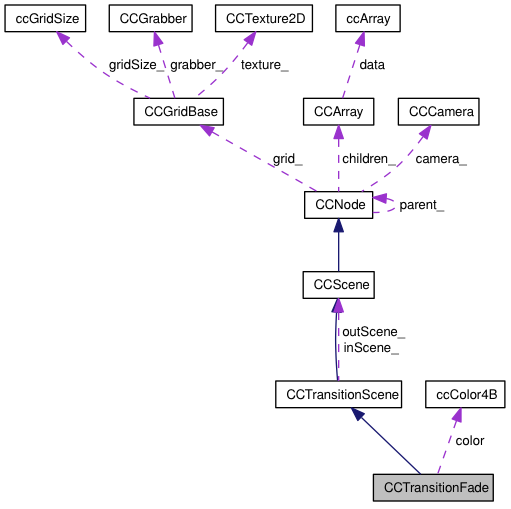 ccGridSize
CCGrabber
CCTexture2D
ccArray
gridSize_
grabber_
texture_
data
CCGridBase
CCArray
CCCamera
grid_
children_
camera_
CCNode
parent_
CCScene
outScene_
inScene_
CCTransitionScene
ccColor4B
color
CCTransitionFade